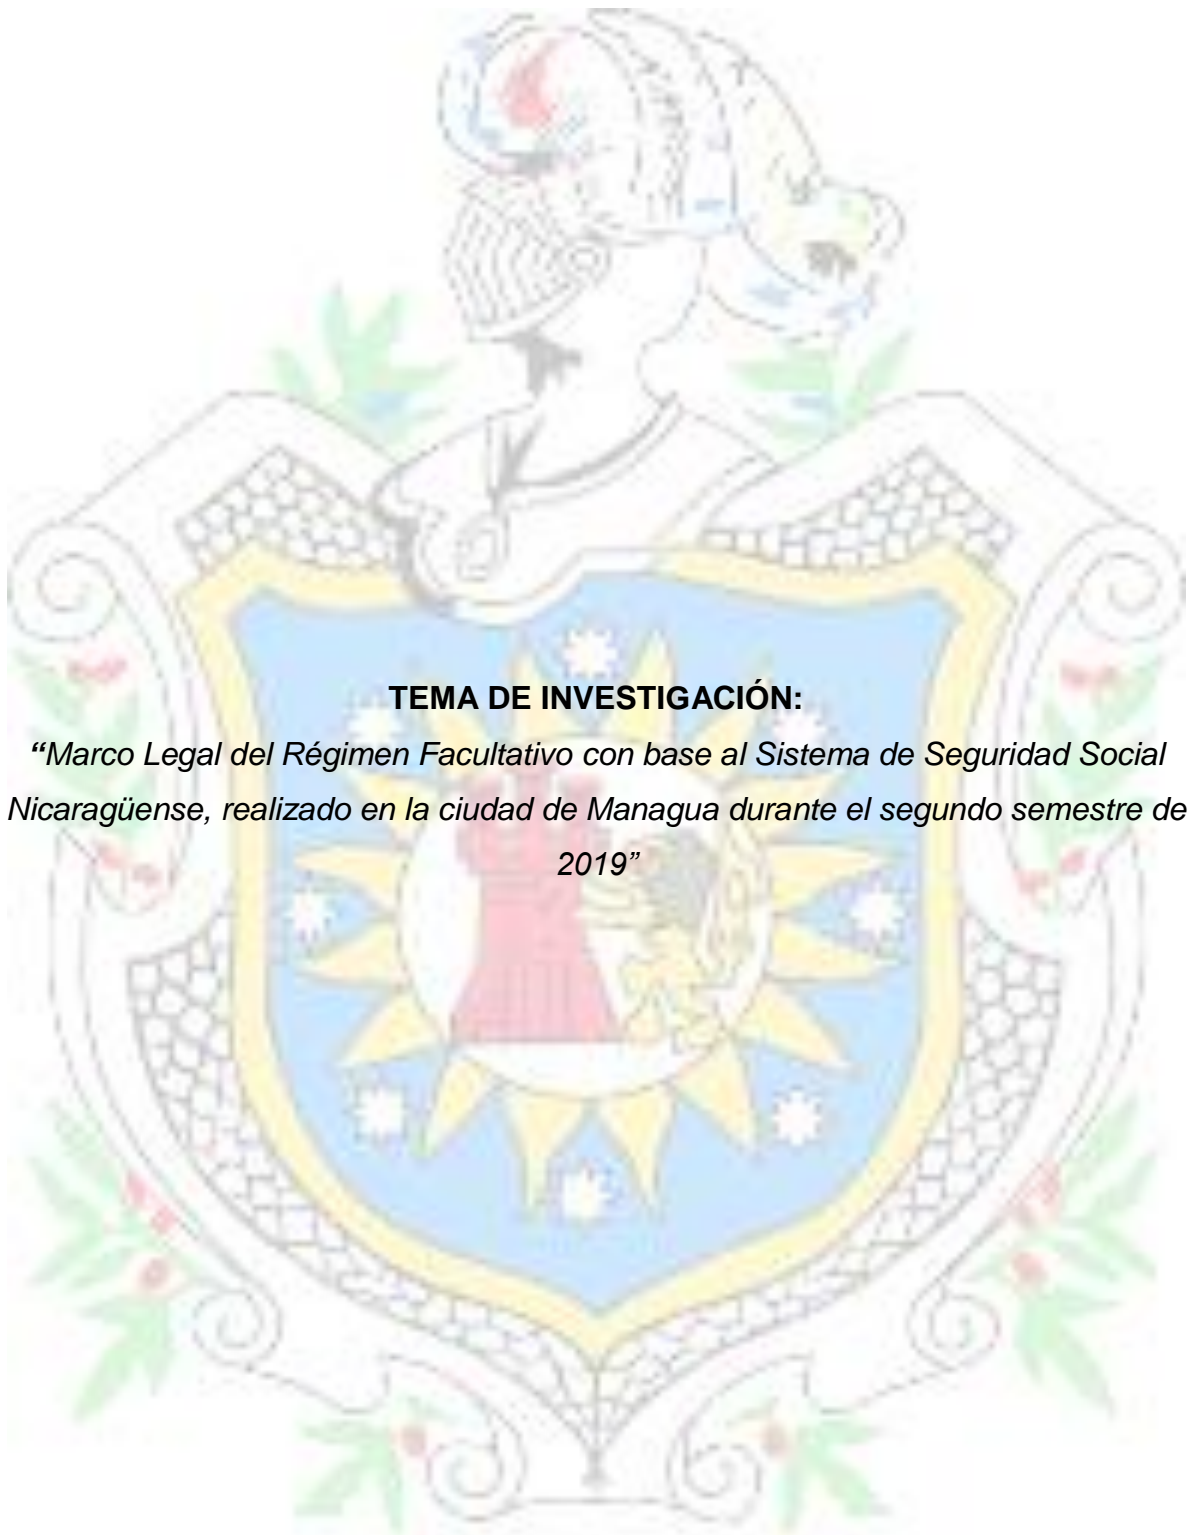 TEMA DE INVESTIGACIÓN:
“Marco Legal del Régimen Facultativo con base al Sistema de Seguridad Social
Nicaragüense, realizado en la ciudad de Managua durante el segundo semestre de
2019”